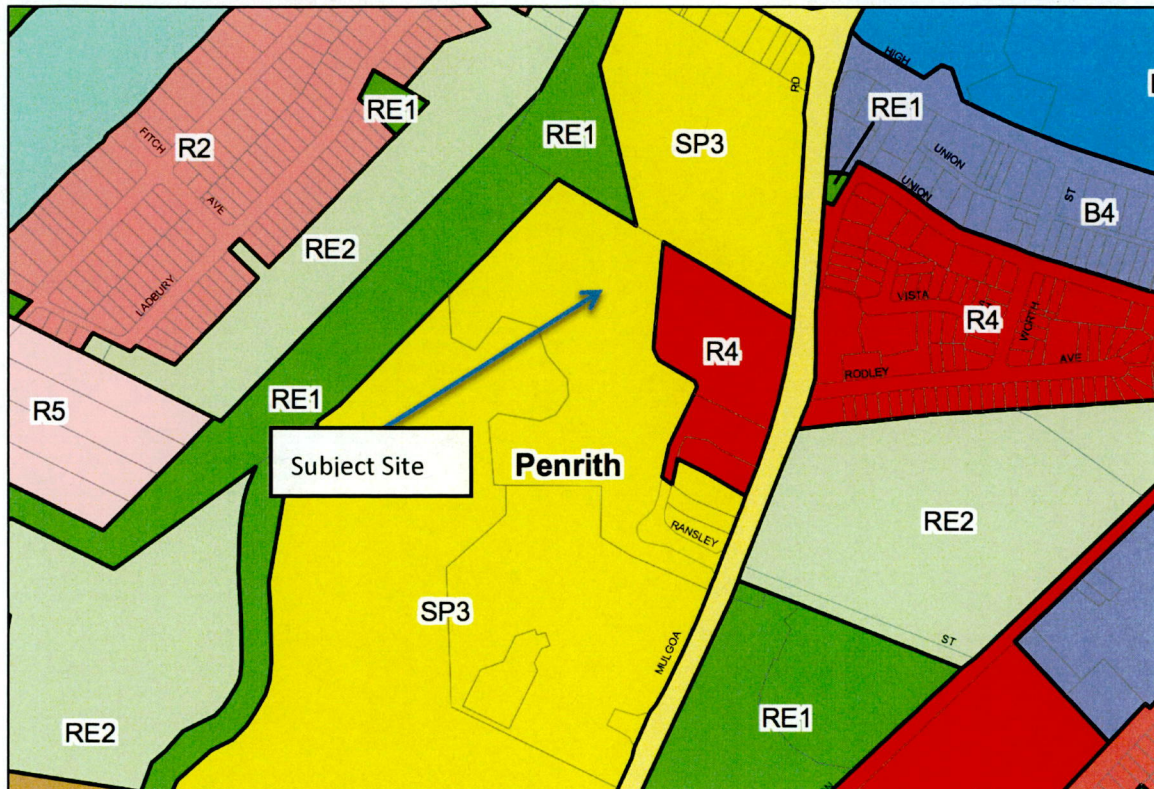 HIGH
RE1
RE1
RD
RE1
R2
FITCH
SP3
UNION
ST
UNION
B4
AVE
RE2
LADBURY
VISTA
R4
WORTH
R4
AVE
RODLEY
RE1
R5
Subject Site
Penrith
RE2
RANSLEY
SP3
ST
MULGOA
RE1
RE2